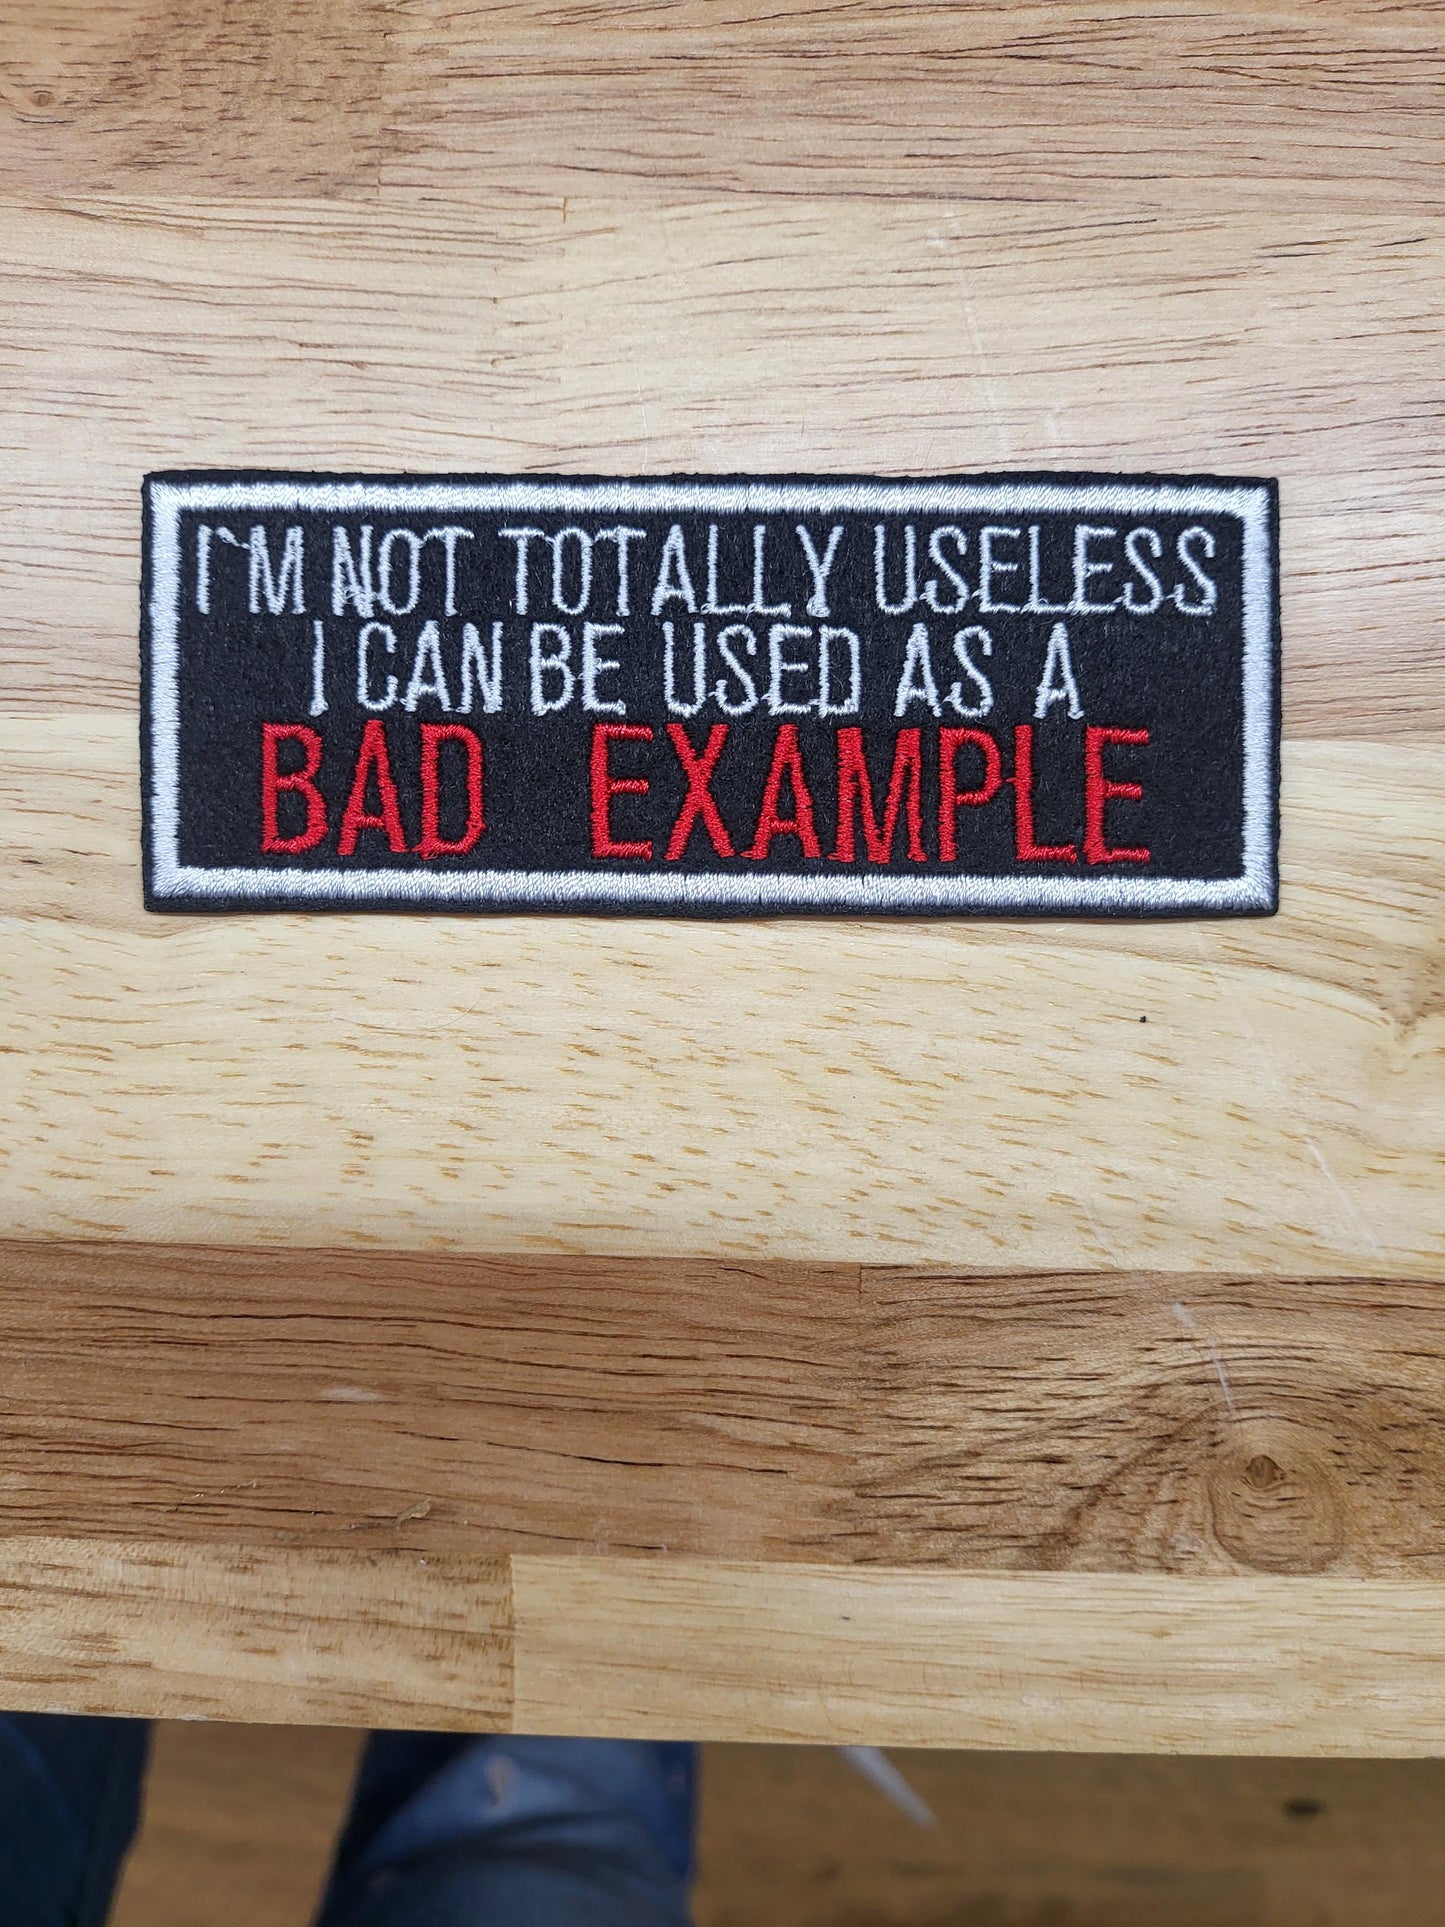 I`M NOT TOTALLY USELESS
I CAN BE USED AS A
BAD EXAMPLE